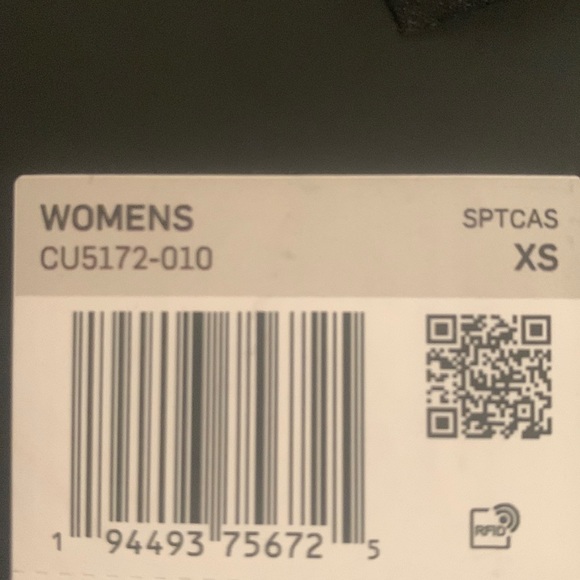 WOMENS
CU5172-010
SPTCAS
XS
RFID
1 94493 75672 5